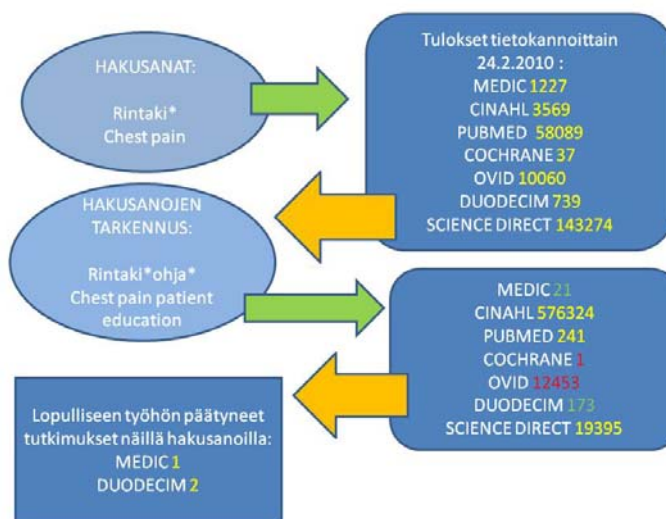 HAKUSANAT:
Rintaki*
Chest pain
Tulokset tietokannoittain
24.2.2010 :
MEDIC 1227
CINAHL 3569
PUBMED 58089
COCHRANE 37
OVID 10060
DUODECIM 739
SCIENCE DIRECT 143274
HAKUSANOJEN
TARKENNUS:
Rintaki*ohja*
Chest pain patient
education
MEDIC 21
CINAHL 576324
PUBMED 241
COCHRANE 1
OVID 12453
DUODECIM 173
SCIENCE DIRECT 19395
Lopulliseen työhön päätyneet
tutkimukset näillä hakusanoilla:
MEDIC 1
DUODECIM 2